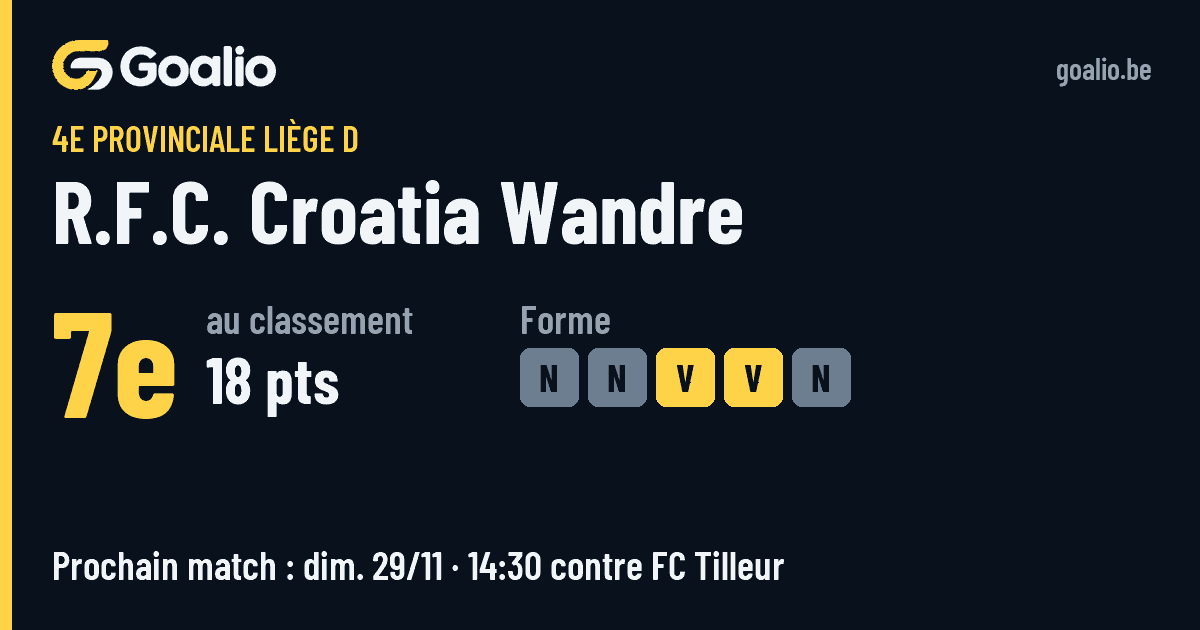 Goalio
goalio.be
4E PROVINCIALE LIÈGE D
R.F.C. Croatia Wandre
7e
au classement
18 pts
Forme
N N V V N
Prochain match : dim. 29/11 · 14:30 contre FC Tilleur